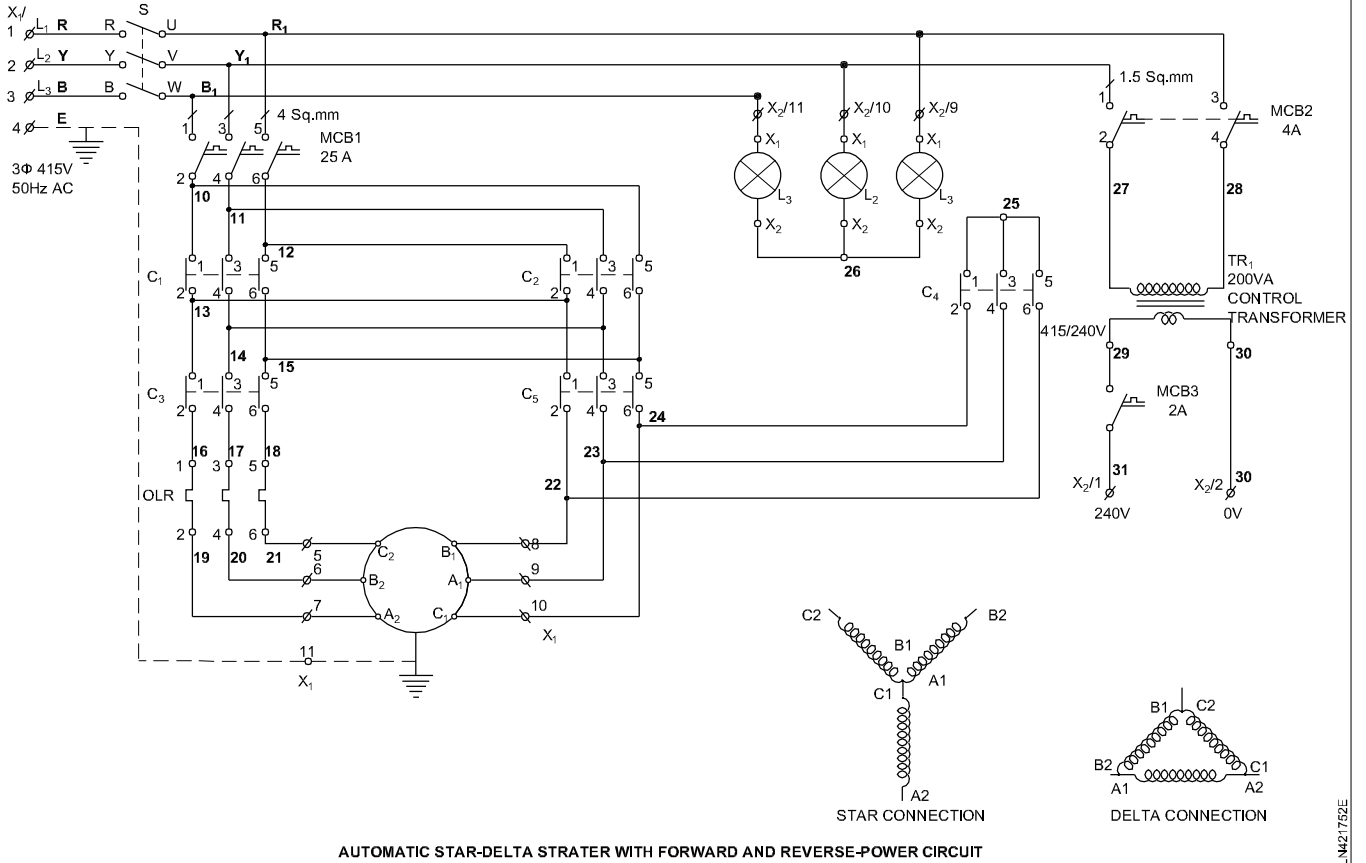 X₁/
S
1 L₁ R R U R₁
2 L₂ Y Y V Y₁
3 L₃ B B W B₁
4 E
3Φ 415V
50Hz AC
1 3 5 4 Sq.mm
MCB1
25 A
2 4 6
10
11
12
X₂/11 X₂/10 X₂/9
X₁ X₁ X₁
L₃ L₂ L₃
X₂ X₂ X₂
26
1.5 Sq.mm
1 3
MCB2
4A
2 4
27 28
25
C₁ 1 3 5
2 4 6
C₂ 1 3 5
2 4 6
C₄ 1 3 5
2 4 6
TR₁
200VA
CONTROL
TRANSFORMER
415/240V
13
14
15
29 30
C₃ 1 3 5
2 4 6
C₅ 1 3 5
2 4 6
MCB3
2A
24
23
22
16 17 18
1 3 5
OLR
2 4 6
19 20 21
31 30
X₂/1 X₂/2
240V 0V
5 C₂ B₁ 8
6 B₂ A₁ 9
7 A₂ C₁ 10
X₁
11
X₁
C2 B2
B1
C1 A1
A2
STAR CONNECTION
B1 C2
B2 C1
A1 A2
DELTA CONNECTION
AUTOMATIC STAR-DELTA STRATER WITH FORWARD AND REVERSE-POWER CIRCUIT
LN421752E